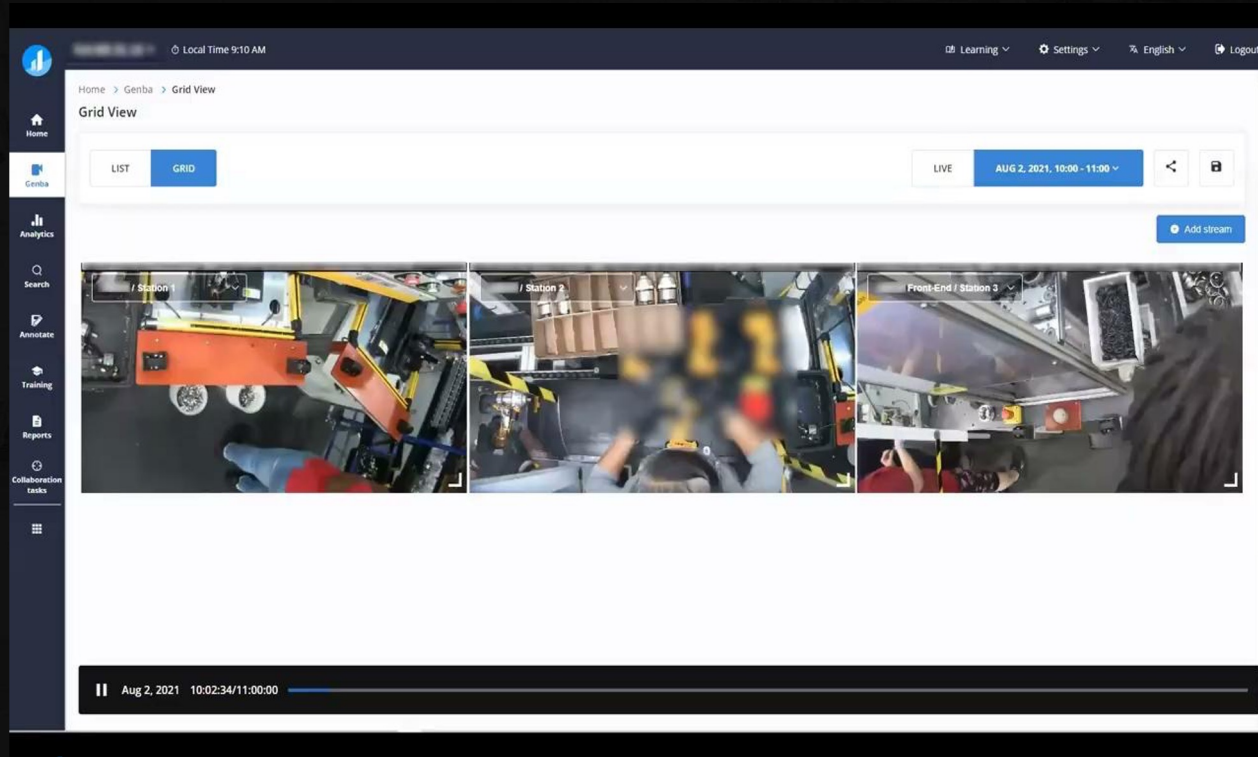 Local Time 9:10 AM
Learning
Settings
English
Logout
Home > Genba > Grid View
Grid View
Home
Genba
Analytics
Search
Annotate
Training
Reports
Collaboration
tasks
LIST
GRID
LIVE
AUG 2, 2021, 10:00 - 11:00
Add stream
/ Station 1
/ Station 2
Front-End / Station 3
Aug 2, 2021 10:02:34/11:00:00